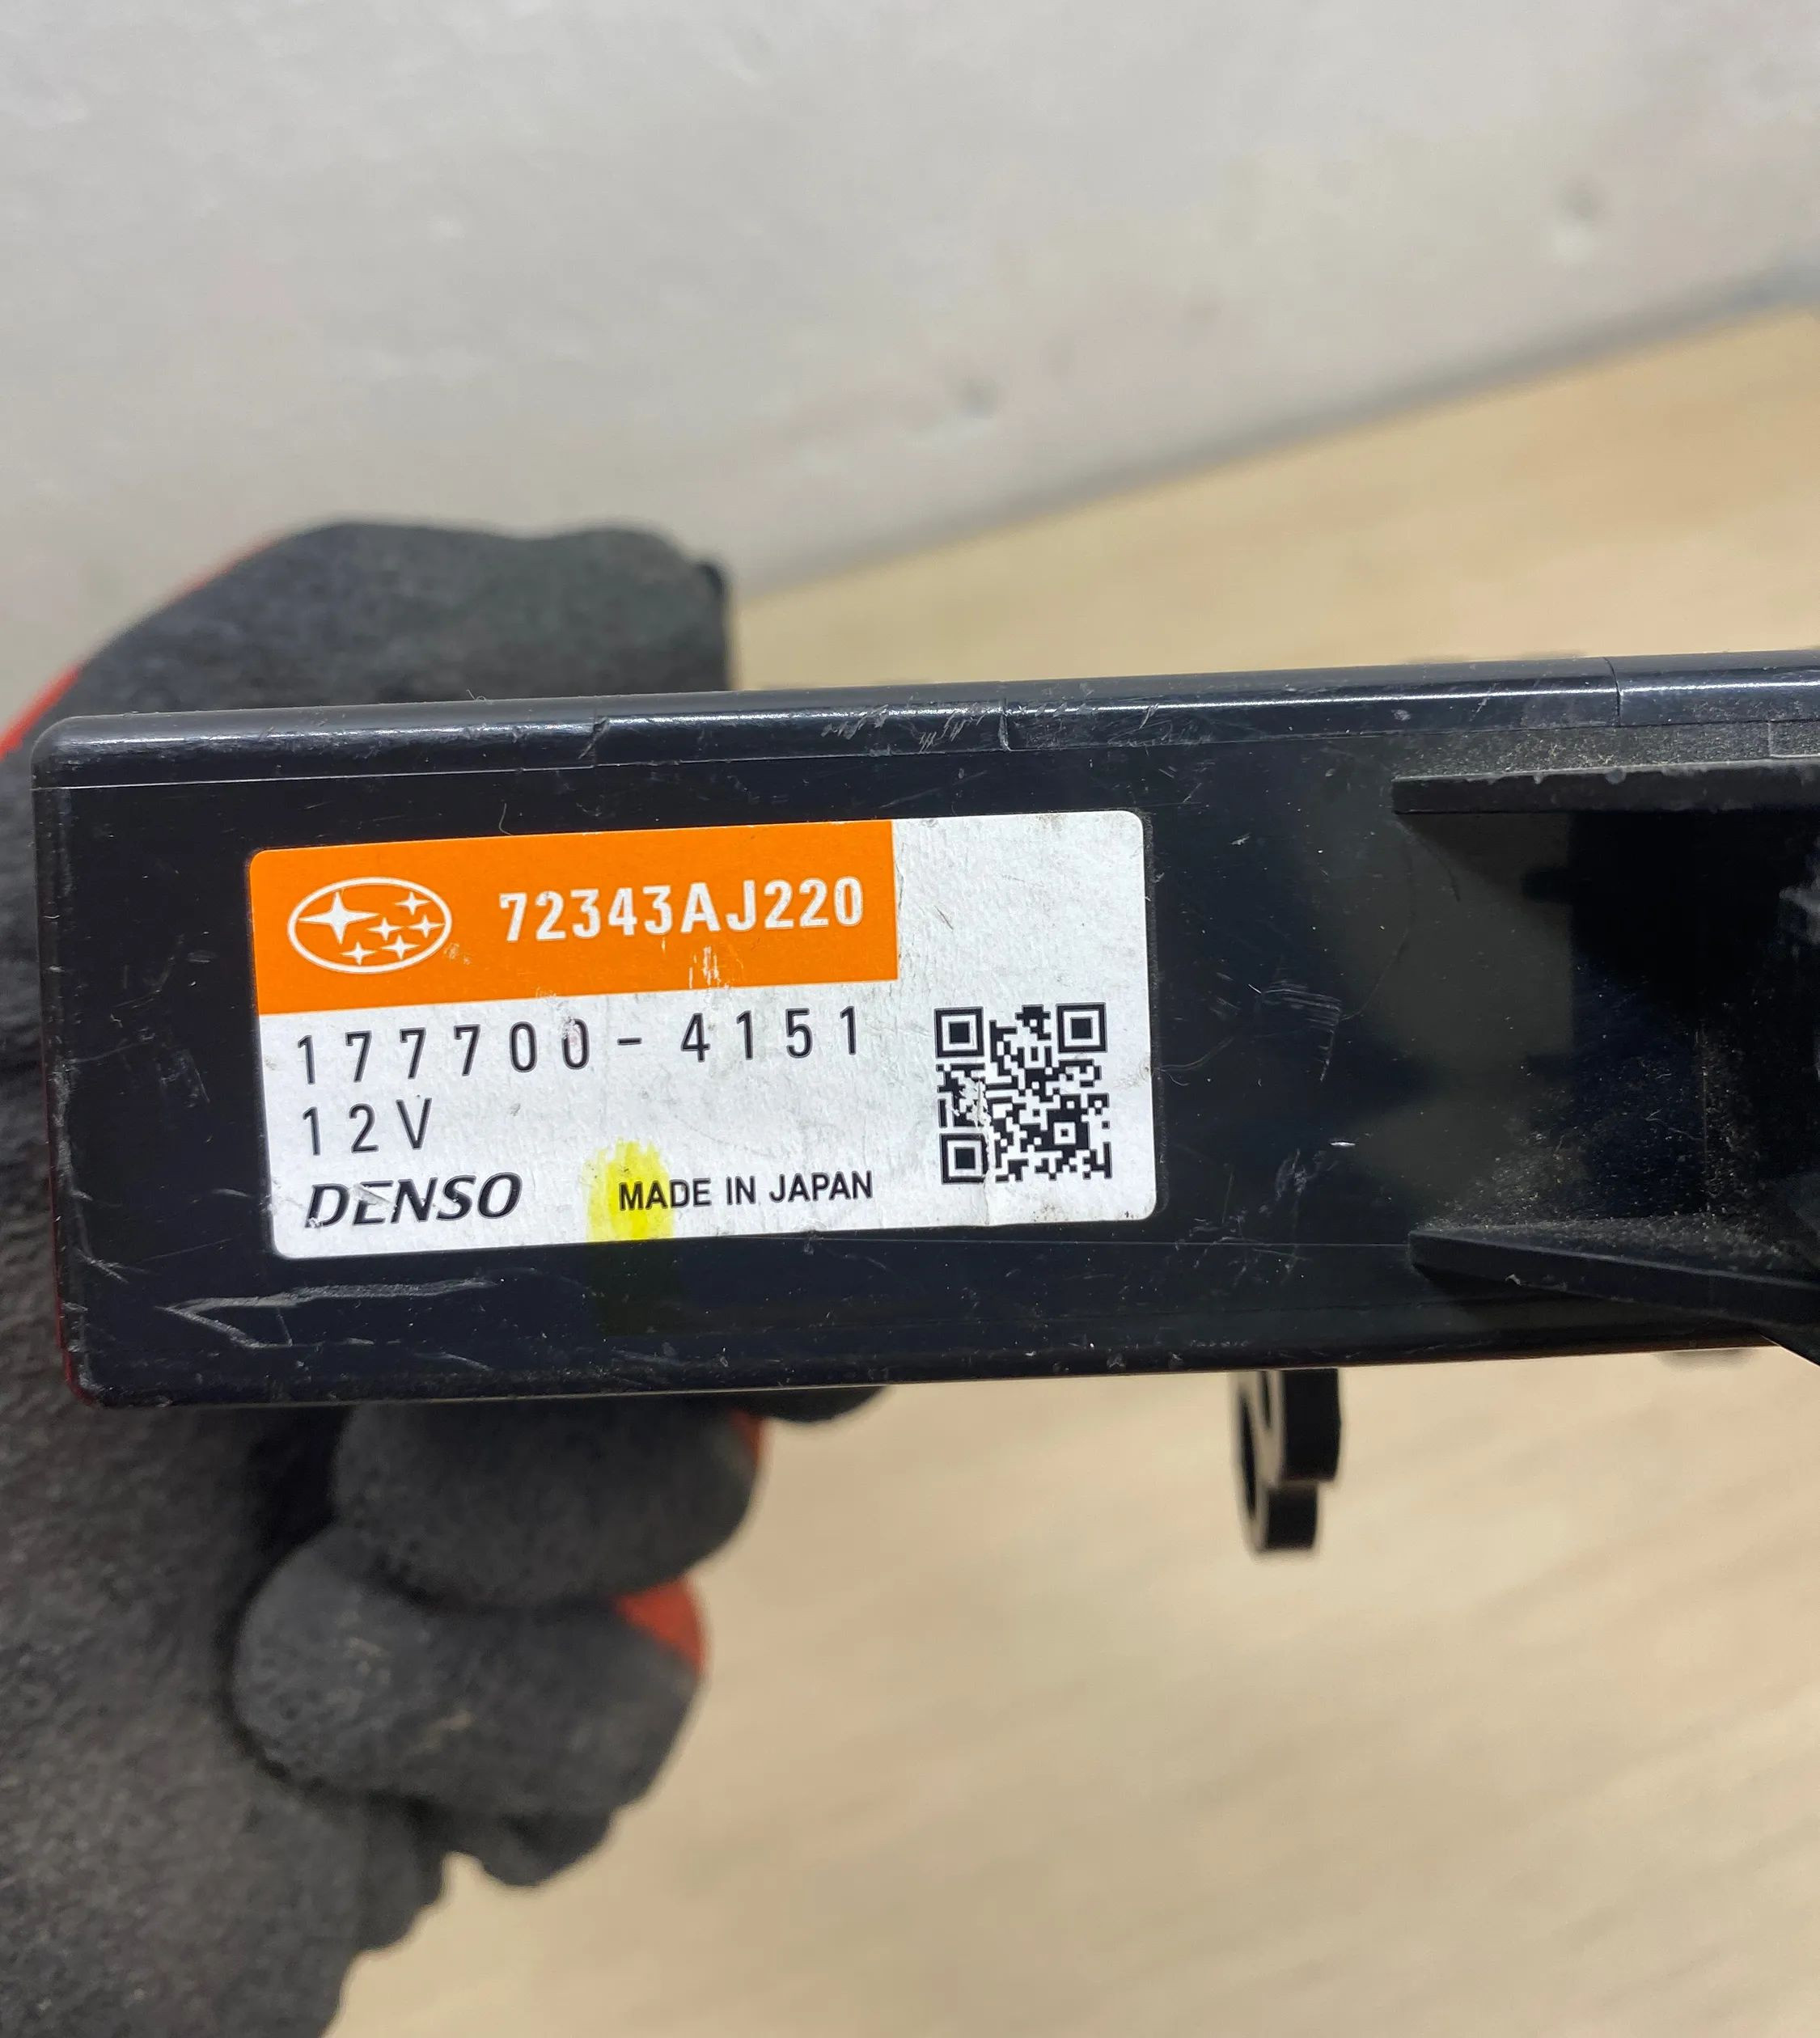 72343AJ220
177700-4151
12V
DENSO MADE IN JAPAN